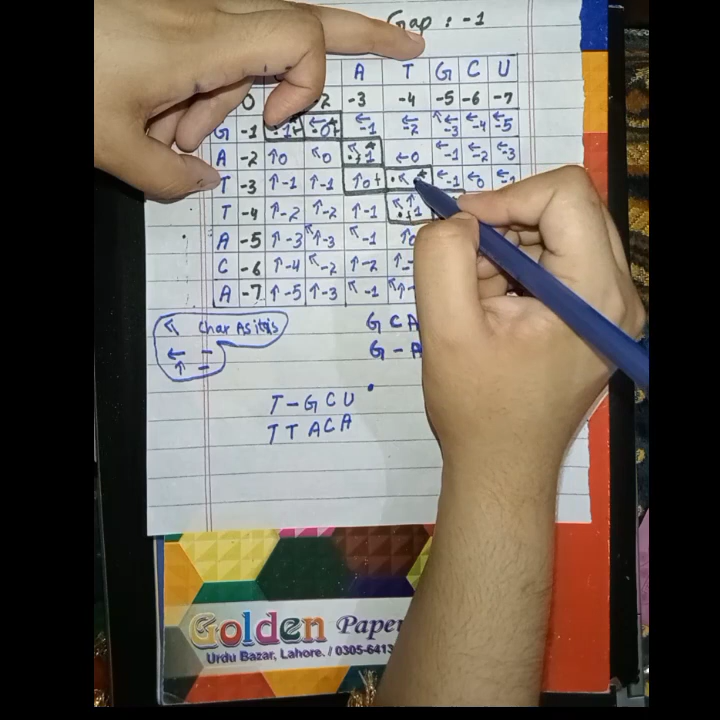 Gap : -1
A T G C U
0 -2 -3 -4 -5 -6 -7
G -1 ↖1 ←0 ←-1 ←-2 ↖←-3 ←-4 ←-5
A -2 ↑0 ↖0 ↖1 ←0 ←-1 ←-2 ←-3
T -3 ↑-1 ↑-1 ↑0 ↖ ←-1 ←0
T -4 ↑-2 ↑-2 ↑-1 ↖↑1
A -5 ↑-3 ↖↑-3 ↖-1 ↑0
C -6 ↑-4 ↖-2 ↑-2
A -7 ↑-5 ↑-3 ↖-1
↖ Char As it is
← -
↑ -
G C A
G - A
T - G C U
T T A C A
Golden Paper
Urdu Bazar, Lahore. / 0305-6413